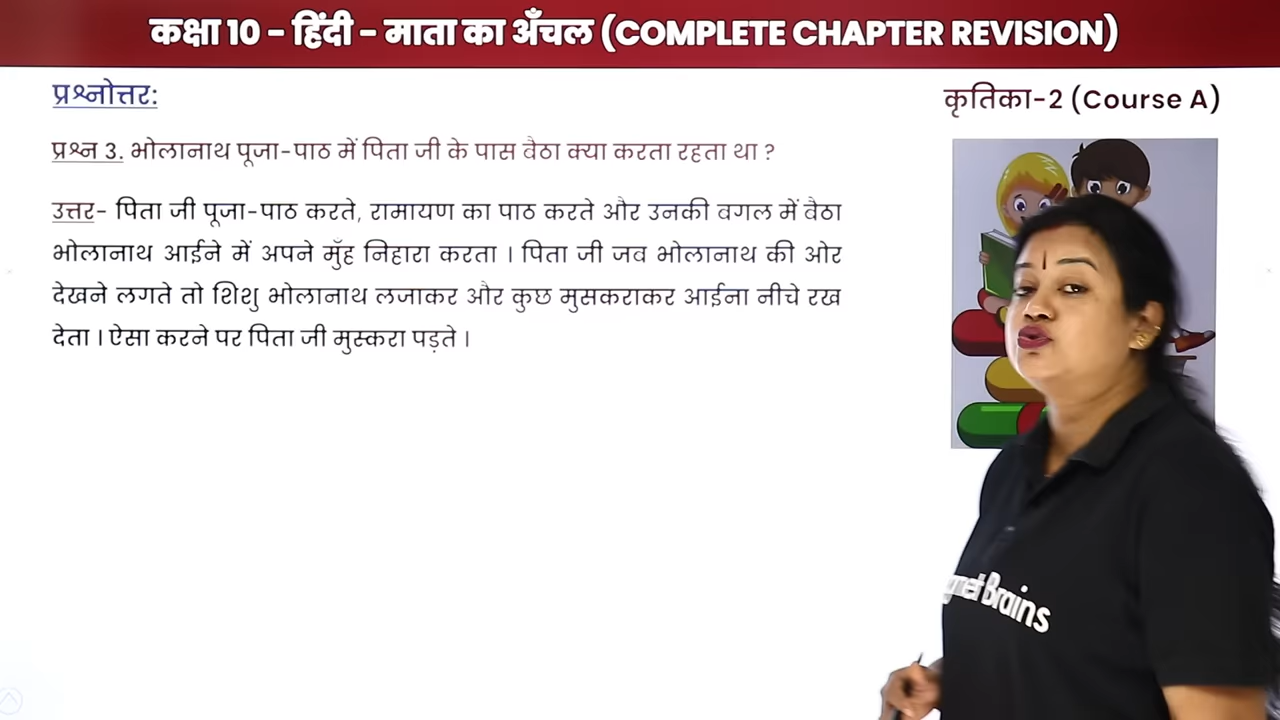 कक्षा 10 - हिंदी - माता का अँचल (COMPLETE CHAPTER REVISION)
प्रश्नोत्तर:
कृतिका-2 (Course A)
प्रश्न 3. भोलानाथ पूजा-पाठ में पिता जी के पास बैठा क्या करता रहता था ?
उत्तर- पिता जी पूजा-पाठ करते, रामायण का पाठ करते और उनकी बगल में बैठा
भोलानाथ आईने में अपने मुँह निहारा करता । पिता जी जब भोलानाथ की ओर
देखने लगते तो शिशु भोलानाथ लजाकर और कुछ मुसकराकर आईना नीचे रख
देता । ऐसा करने पर पिता जी मुस्करा पड़ते ।
Brains